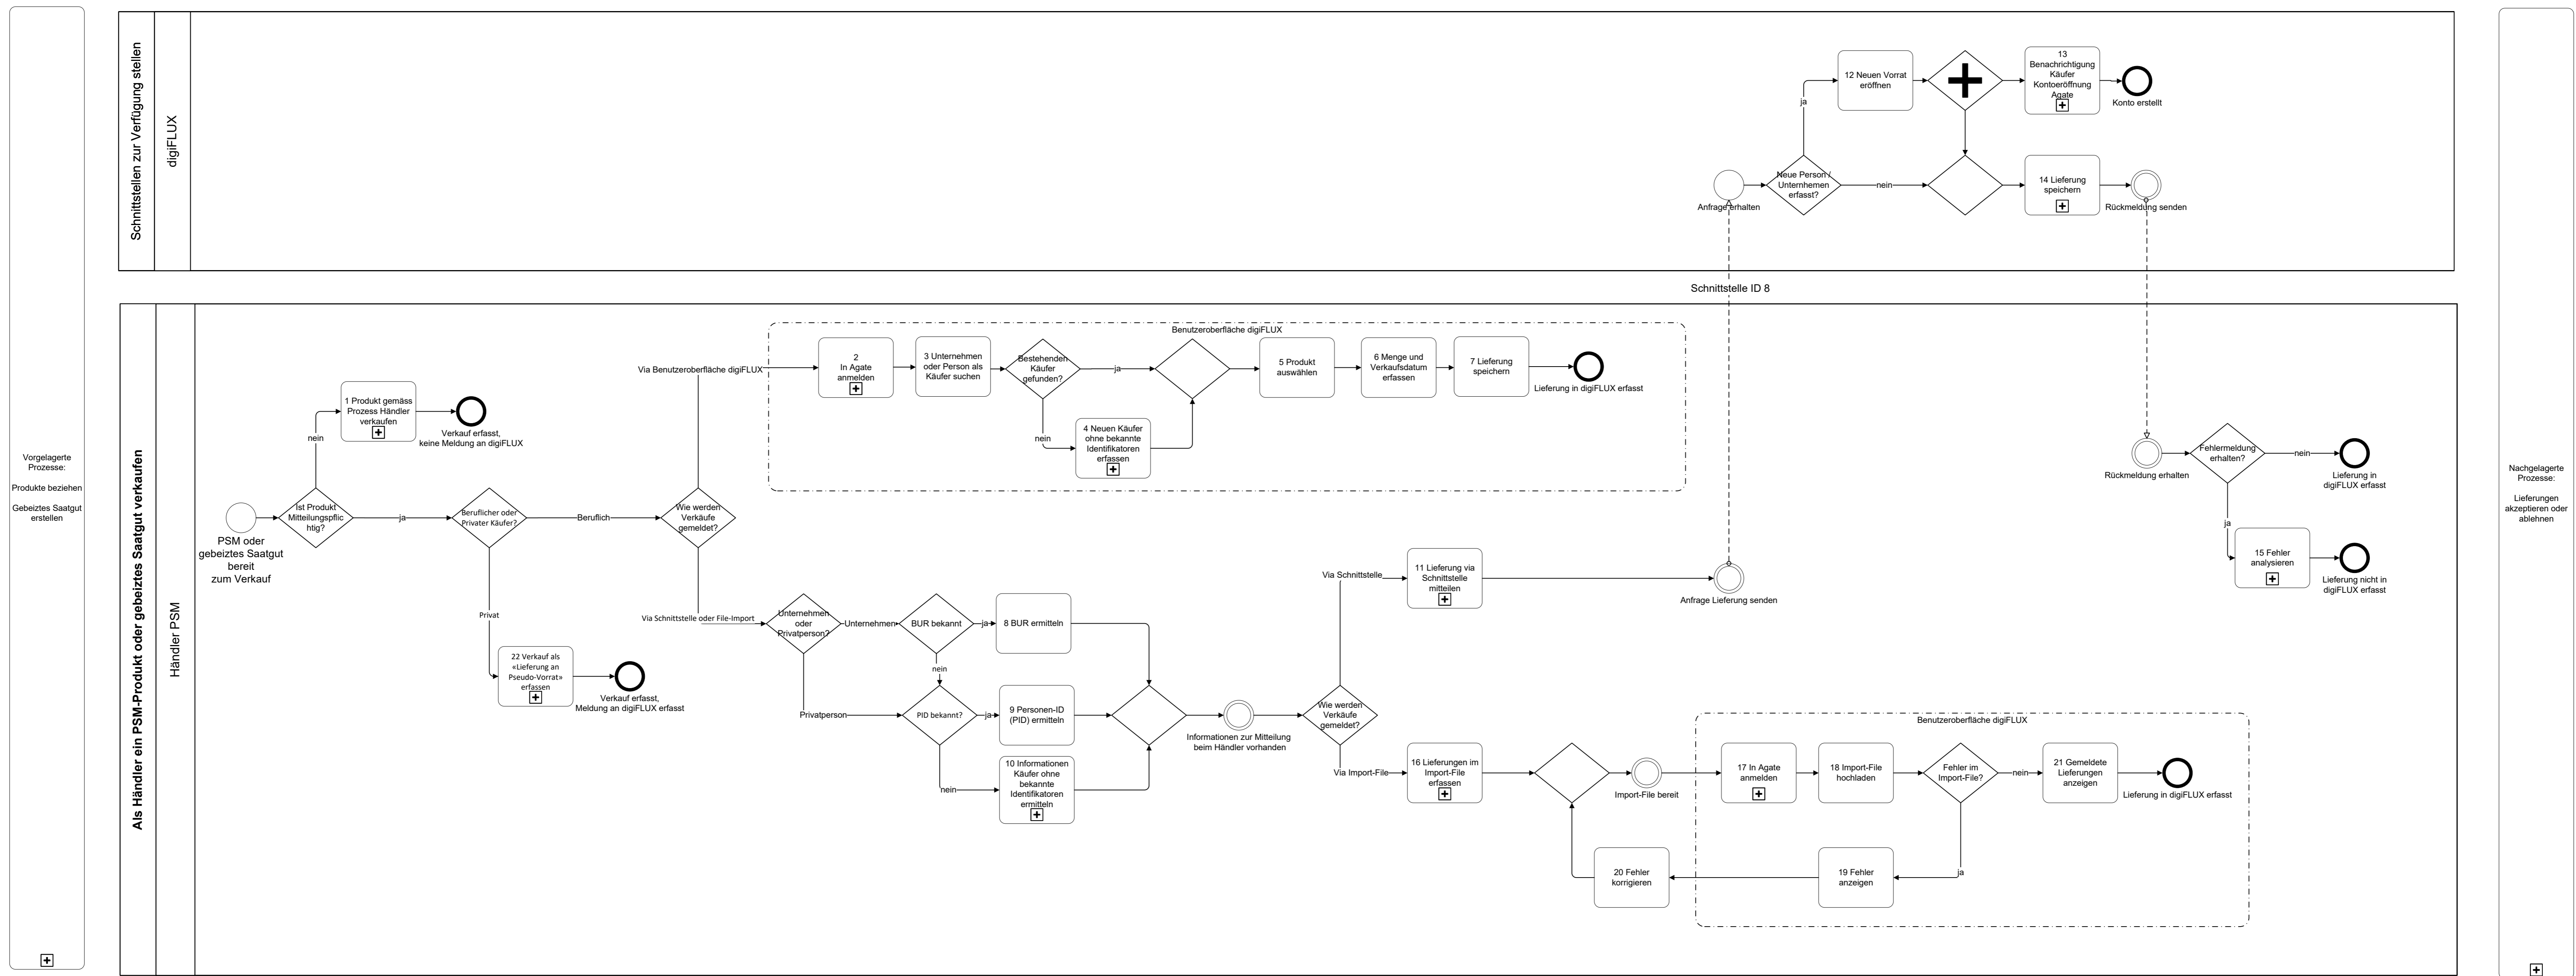 Vorgelagerte
Prozesse:
Produkte beziehen
Gebeiztes Saatgut
erstellen
Schnittstellen zur Verfügung stellen
digiFLUX
12 Neuen Vorrat
eröffnen
13
Benachrichtigung
Käufer
Kontoeröffnung
Agate
Konto erstellt
ja
Anfrage erhalten
Neue Person /
Unternhemen
erfasst?
nein
14 Lieferung
speichern
Rückmeldung senden
Schnittstelle ID 8
Als Händler ein PSM-Produkt oder gebeiztes Saatgut verkaufen
Händler PSM
PSM oder
gebeiztes Saatgut
bereit
zum Verkauf
Ist Produkt
Mitteilungspflic
htig?
nein
1 Produkt gemäss
Prozess Händler
verkaufen
Verkauf erfasst,
keine Meldung an digiFLUX
ja
Beruflicher oder
Privater Käufer?
Privat
22 Verkauf als
«Lieferung an
Pseudo-Vorrat»
erfassen
Verkauf erfasst,
Meldung an digiFLUX erfasst
Beruflich
Wie werden
Verkäufe
gemeldet?
Via Benutzeroberfläche digiFLUX
Benutzeroberfläche digiFLUX
2
In Agate
anmelden
3 Unternehmen
oder Person als
Käufer suchen
Bestehenden
Käufer
gefunden?
ja
nein
4 Neuen Käufer
ohne bekannte
Identifikatoren
erfassen
5 Produkt
auswählen
6 Menge und
Verkaufsdatum
erfassen
7 Lieferung
speichern
Lieferung in digiFLUX erfasst
Via Schnittstelle oder File-Import
Unternehmen
oder
Privatperson?
Unternehmen
BUR bekannt
ja
8 BUR ermitteln
nein
Privatperson
PID bekannt?
ja
9 Personen-ID
(PID) ermitteln
nein
10 Informationen
Käufer ohne
bekannte
Identifikatoren
ermitteln
Informationen zur Mitteilung
beim Händler vorhanden
Wie werden
Verkäufe
gemeldet?
Via Schnittstelle
11 Lieferung via
Schnittstelle
mitteilen
Anfrage Lieferung senden
Via Import-File
16 Lieferungen im
Import-File
erfassen
Import-File bereit
Benutzeroberfläche digiFLUX
17 In Agate
anmelden
18 Import-File
hochladen
Fehler im
Import-File?
nein
21 Gemeldete
Lieferungen
anzeigen
Lieferung in digiFLUX erfasst
ja
19 Fehler
anzeigen
20 Fehler
korrigieren
Rückmeldung erhalten
Fehlermeldung
erhalten?
nein
Lieferung in
digiFLUX erfasst
ja
15 Fehler
analysieren
Lieferung nicht in
digiFLUX erfasst
Nachgelagerte
Prozesse:
Lieferungen
akzeptieren oder
ablehnen